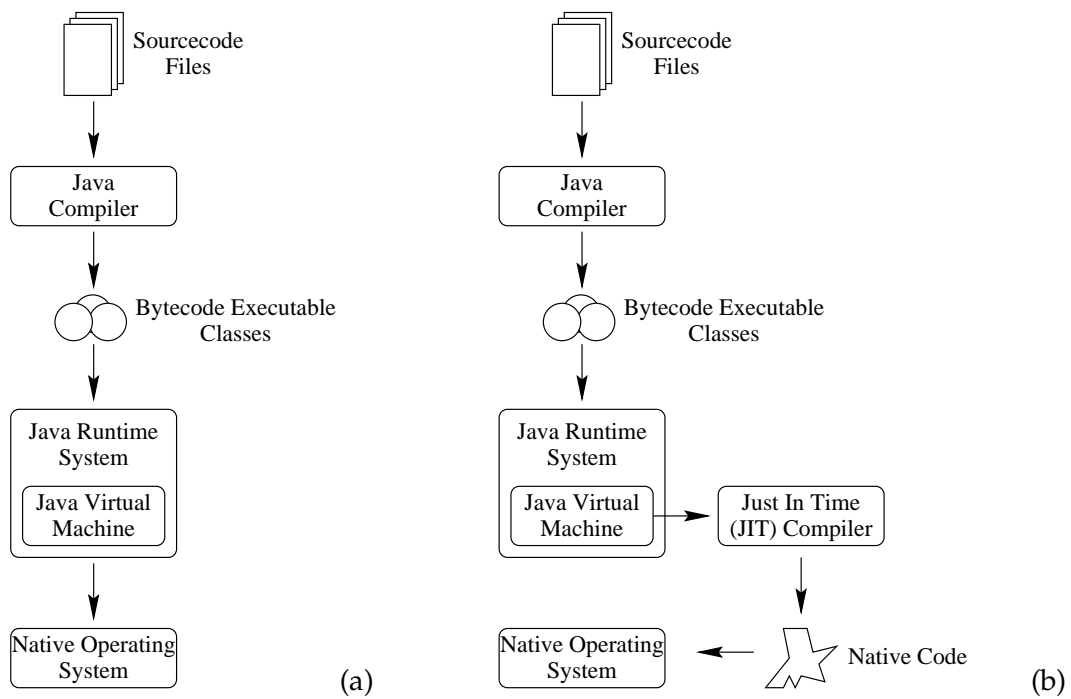 Sourcecode
Files
Java
Compiler
Bytecode Executable
Classes
Java Runtime
System
Java Virtual
Machine
Native Operating
System
(a)
Sourcecode
Files
Java
Compiler
Bytecode Executable
Classes
Java Runtime
System
Java Virtual
Machine
Just In Time
(JIT) Compiler
Native Operating
System
Native Code
(b)